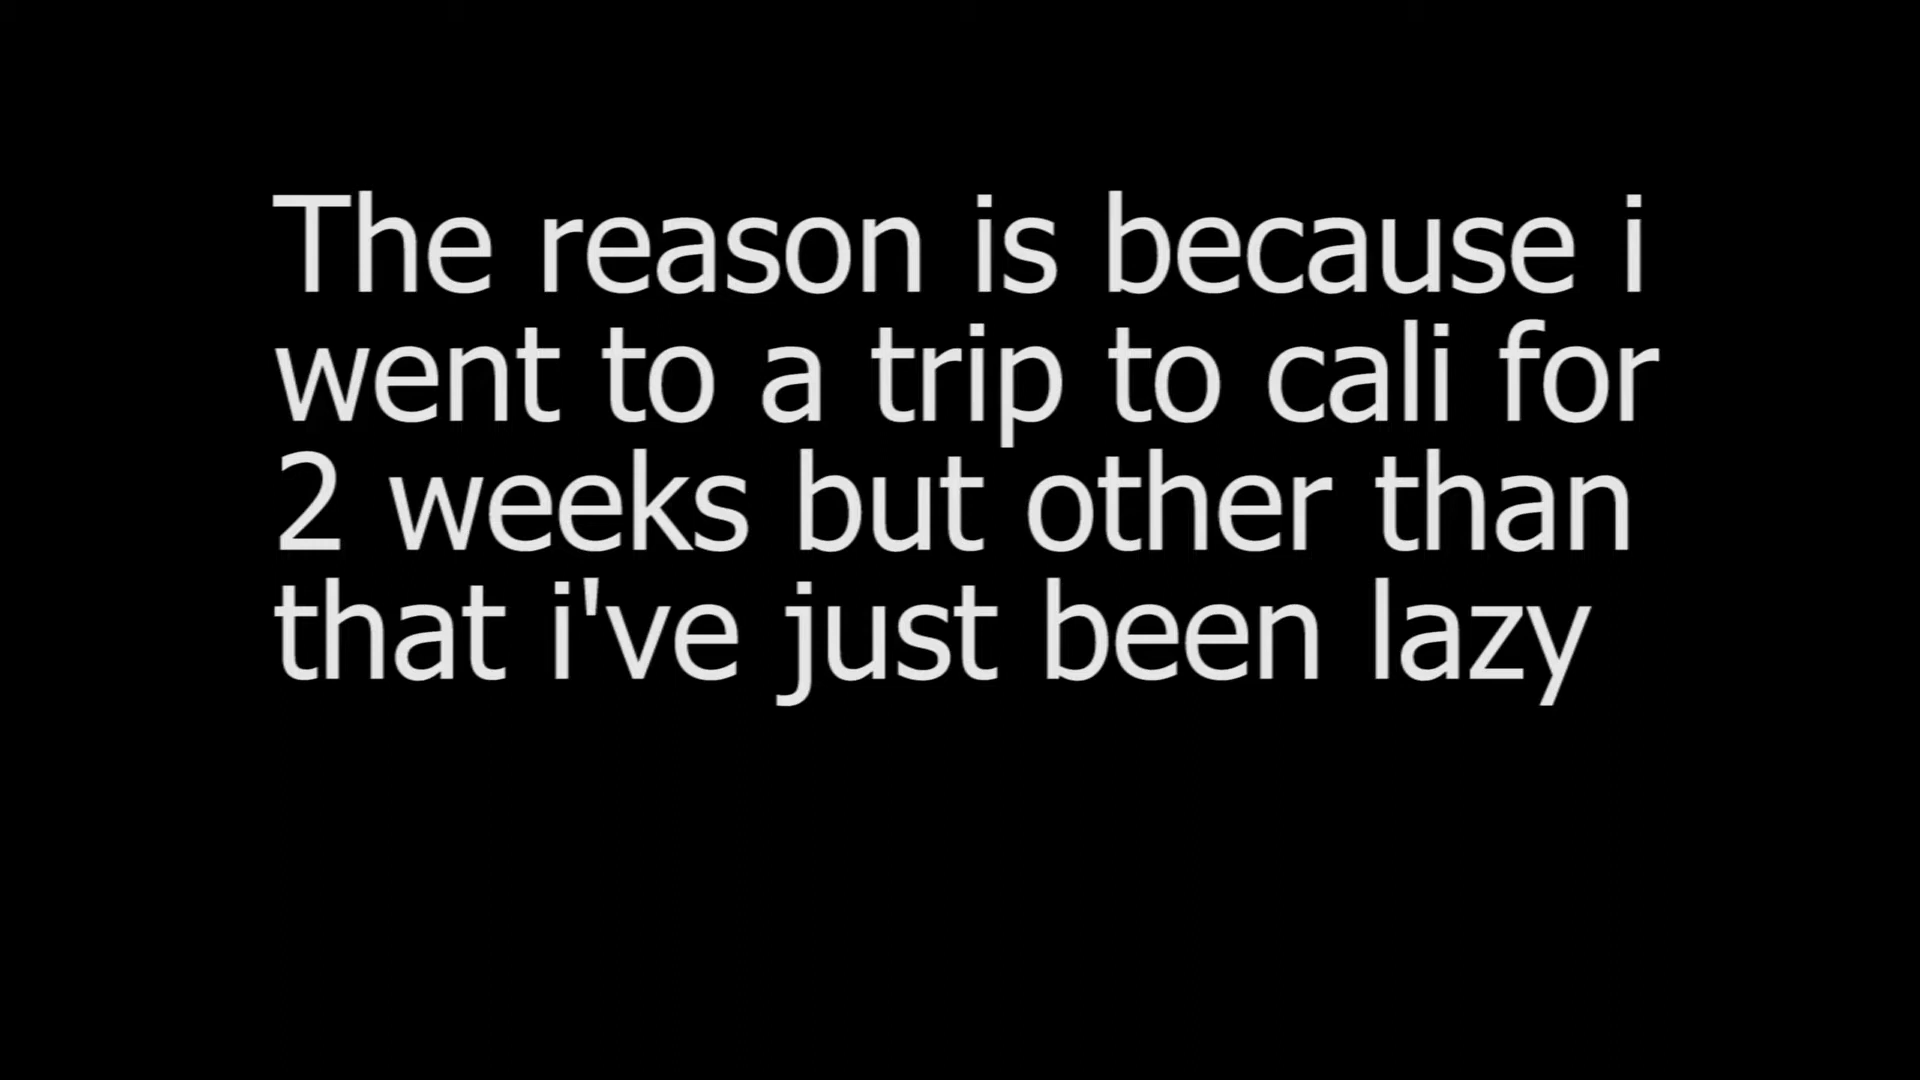 The reason is because i
went to a trip to cali for
2 weeks but other than
that i've just been lazy